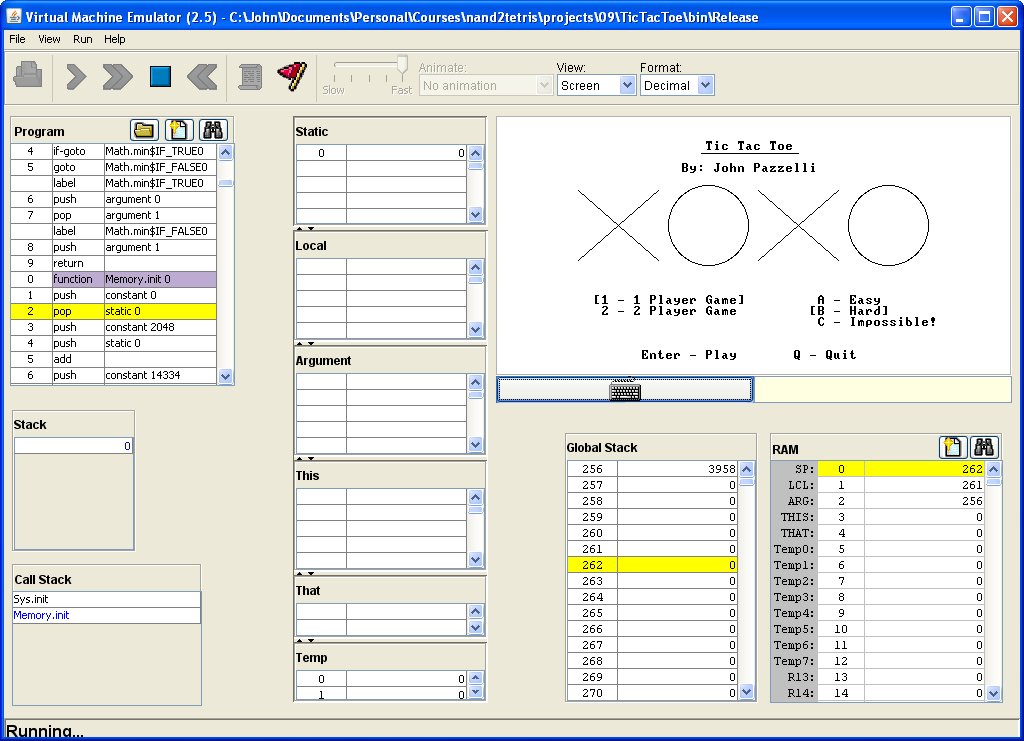 Virtual Machine Emulator (2.5) - C:\John\Documents\Personal\Courses\nand2tetris\projects\09\TicTacToe\bin\Release
File View Run Help
Slow Fast
Animate:
No animation
View:
Screen
Format:
Decimal
Program
4 if-goto Math.min$IF_TRUE0
5 goto Math.min$IF_FALSE0
label Math.min$IF_TRUE0
6 push argument 0
7 pop argument 1
label Math.min$IF_FALSE0
8 push argument 1
9 return
0 function Memory.init 0
1 push constant 0
2 pop static 0
3 push constant 2048
4 push static 0
5 add
6 push constant 14334
Stack
0
Call Stack
Sys.init
Memory.init
Static
0 0
Local
Argument
This
That
Temp
0 0
1 0
Tic Tac Toe
By: John Pazzelli
[1 - 1 Player Game]
2 - 2 Player Game
A - Easy
[B - Hard]
C - Impossible!
Enter - Play
Q - Quit
Global Stack
256 3958
257 0
258 0
259 0
260 0
261 0
262 0
263 0
264 0
265 0
266 0
267 0
268 0
269 0
270 0
RAM
SP: 0 262
LCL: 1 261
ARG: 2 256
THIS: 3 0
THAT: 4 0
Temp0: 5 0
Temp1: 6 0
Temp2: 7 0
Temp3: 8 0
Temp4: 9 0
Temp5: 10 0
Temp6: 11 0
Temp7: 12 0
R13: 13 0
R14: 14 0
Running...